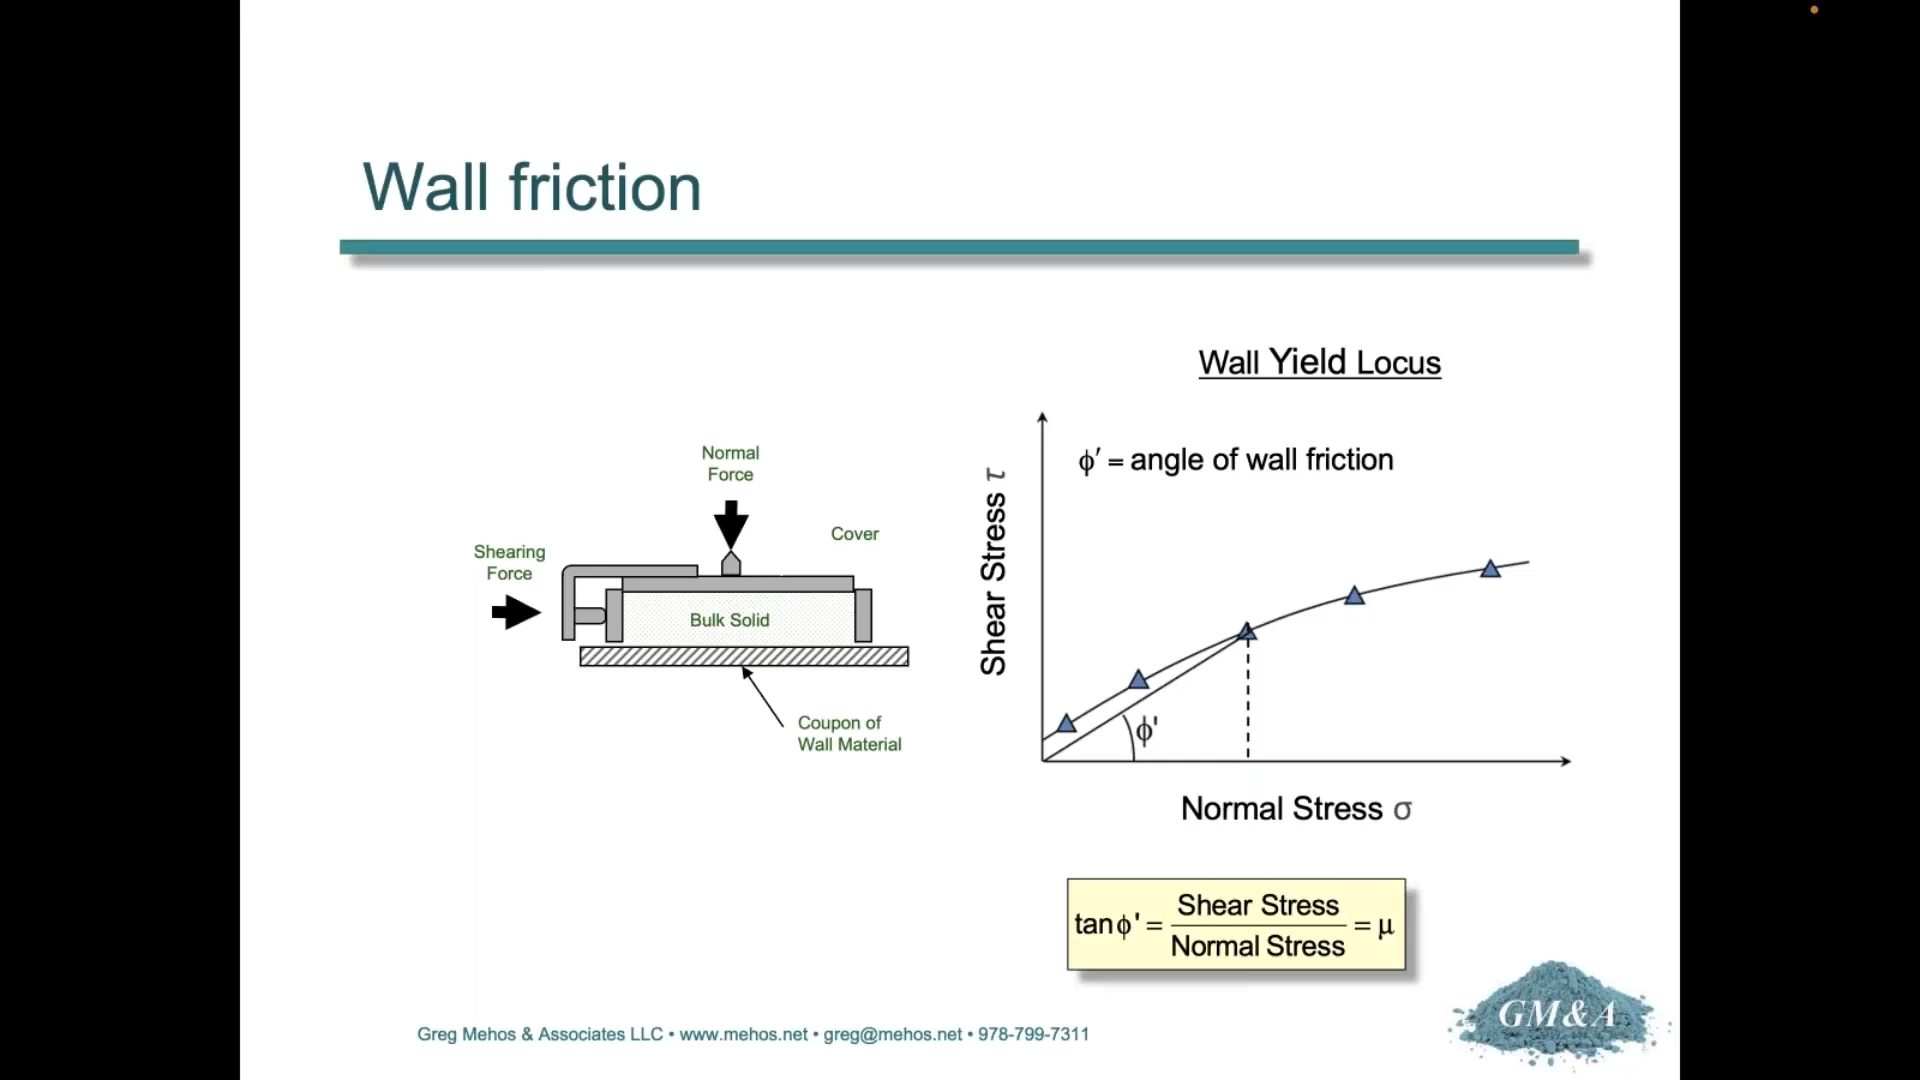 Wall friction
Wall Yield Locus
Normal
Force
Cover
Shearing
Force
Bulk Solid
Coupon of
Wall Material
Shear Stress τ
ϕ′ = angle of wall friction
ϕ'
Normal Stress σ
tan ϕ' = Shear Stress / Normal Stress = μ
GM&A
Greg Mehos & Associates LLC • www.mehos.net • greg@mehos.net • 978-799-7311